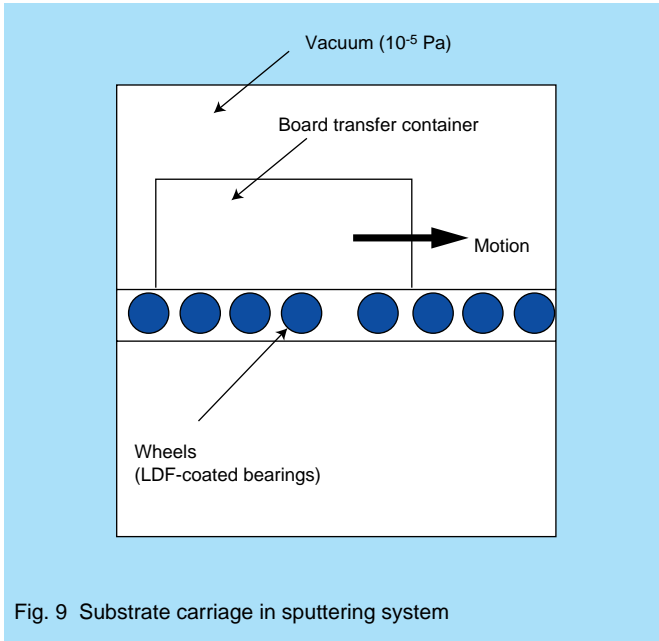 Vacuum (10-5 Pa)
Board transfer container
Motion
Wheels
(LDF-coated bearings)
Fig. 9 Substrate carriage in sputtering system